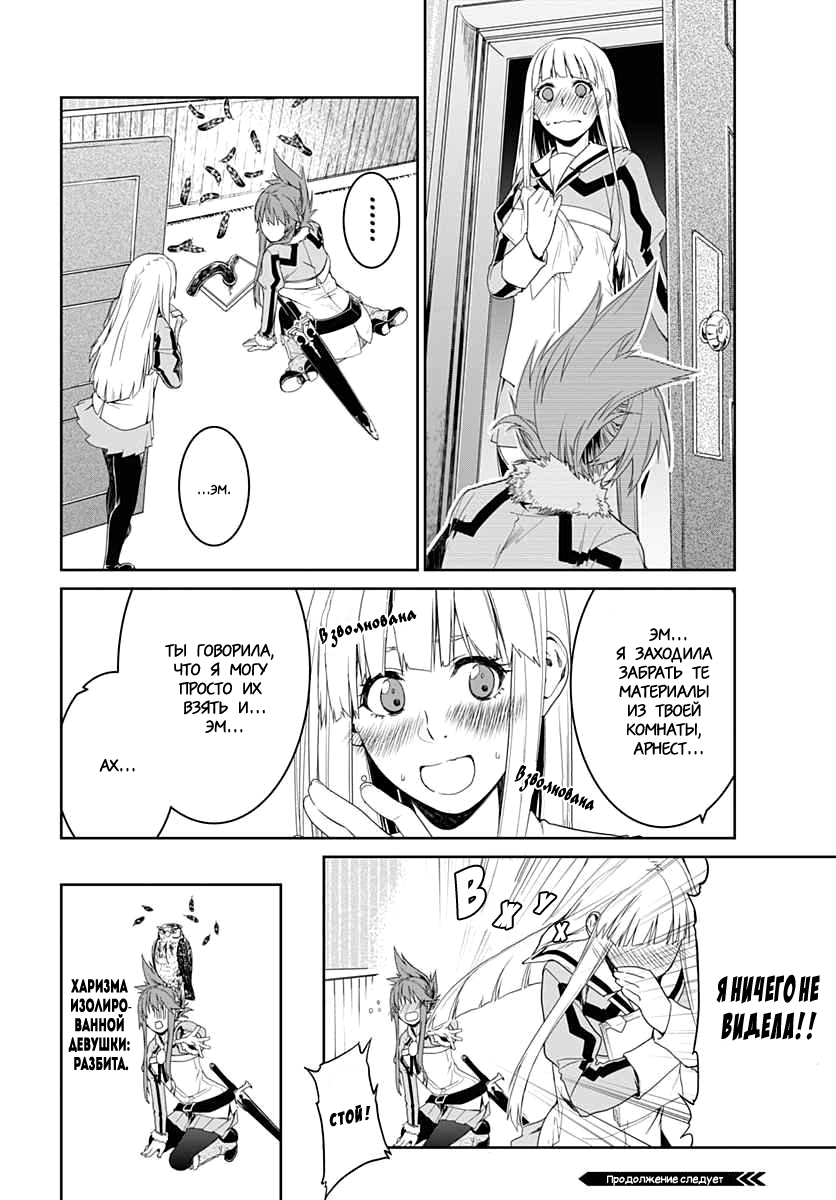 ......
...ЭМ.
ЭМ...
Я ЗАХОДИЛА
ЗАБРАТЬ ТЕ
МАТЕРИАЛЫ
ИЗ ТВОЕЙ
КОМНАТЫ,
АРНЕСТ...
Взволнована
Взволнована
ТЫ ГОВОРИЛА,
ЧТО Я МОГУ
ПРОСТО ИХ
ВЗЯТЬ И...
ЭМ...
АХ...
Я НИЧЕГО НЕ
ВИДЕЛА!!
ВЖУХ
СТОЙ!
ХАРИЗМА
ИЗОЛИРО-
ВАННОЙ
ДЕВУШКИ:
РАЗБИТА.
Продолжение следует